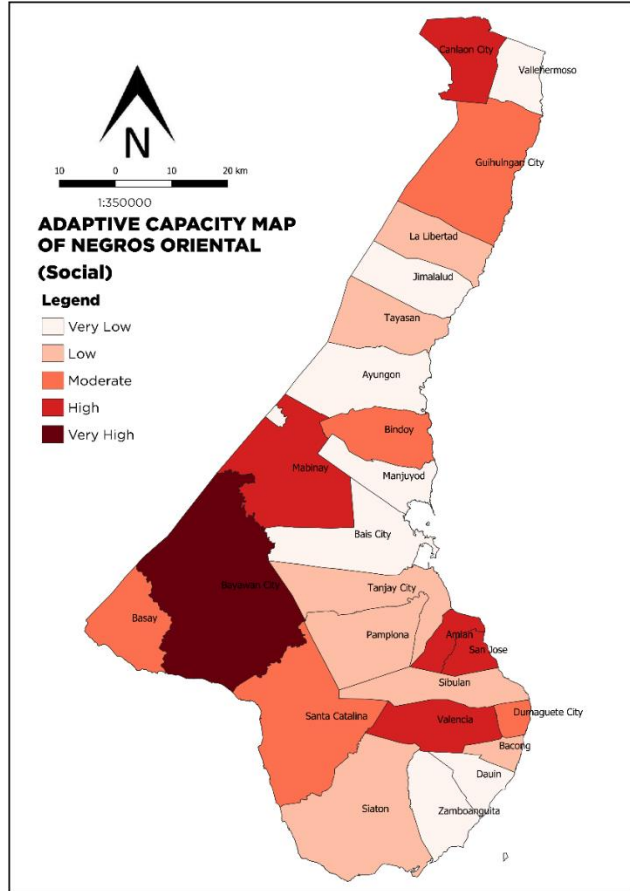 Canlaon City
Vallehermoso
N
Guihulngan City
10 0 10 20 km
1:350000
ADAPTIVE CAPACITY MAP
OF NEGROS ORIENTAL
(Social)
Legend
Very Low
Low
Moderate
High
Very High
La Libertad
Jimalalud
Tayasan
Ayungon
Bindoy
Mabinay
Manjuyod
Bais City
Bayawan City
Tanjay City
Basay
Pamplona
Amlan
San Jose
Sibulan
Santa Catalina
Valencia
Dumaguete City
Bacong
Dauin
Siaton
Zamboanguita